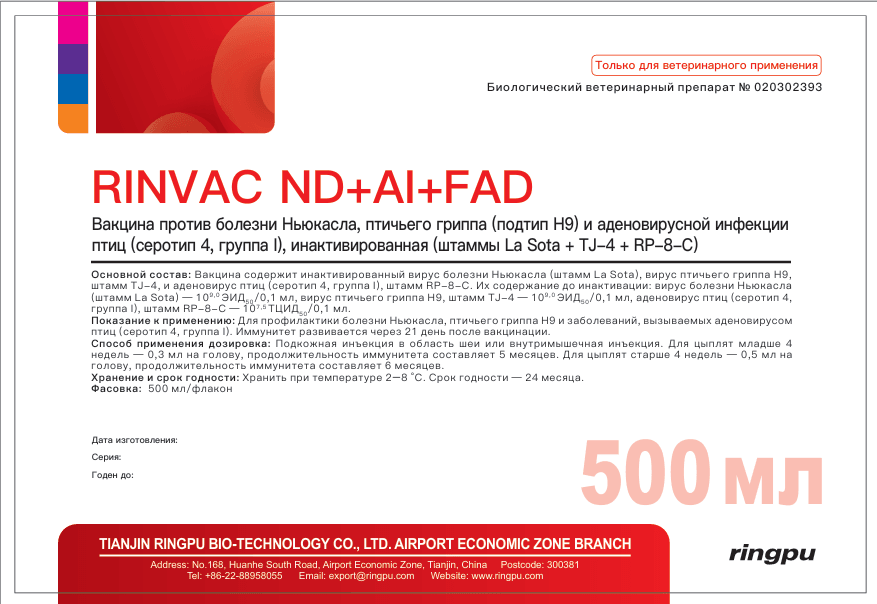 Только для ветеринарного применения
Биологический ветеринарный препарат № 020302393
RINVAC ND+AI+FAD
Вакцина против болезни Ньюкасла, птичьего гриппа (подтип H9) и аденовирусной инфекции
птиц (серотип 4, группа I), инактивированная (штаммы La Sota + TJ-4 + RP-8-C)
Основной состав: Вакцина содержит инактивированный вирус болезни Ньюкасла (штамм La Sota), вирус птичьего гриппа H9,
штамм TJ-4, и аденовирус птиц (серотип 4, группа I), штамм RP-8-C. Их содержание до инактивации: вирус болезни Ньюкасла
(штамм La Sota) — 10⁹·⁰ ЭИД₅₀/0,1 мл, вирус птичьего гриппа H9, штамм TJ-4 — 10⁹·⁰ ЭИД₅₀/0,1 мл, аденовирус птиц (серотип 4,
группа I), штамм RP-8-C — 10⁷·⁵ ТЦИД₅₀/0,1 мл.
Показание к применению: Для профилактики болезни Ньюкасла, птичьего гриппа H9 и заболеваний, вызываемых аденовирусом
птиц (серотип 4, группа I). Иммунитет развивается через 21 день после вакцинации.
Способ применения дозировка: Подкожная инъекция в область шеи или внутримышечная инъекция. Для цыплят младше 4
недель — 0,3 мл на голову, продолжительность иммунитета составляет 5 месяцев. Для цыплят старше 4 недель — 0,5 мл на
голову, продолжительность иммунитета составляет 6 месяцев.
Хранение и срок годности: Хранить при температуре 2–8 °C. Срок годности — 24 месяца.
Фасовка: 500 мл/флакон
Дата изготовления:
Серия:
Годен до:
500 мл
TIANJIN RINGPU BIO-TECHNOLOGY CO., LTD. AIRPORT ECONOMIC ZONE BRANCH
Address: No.168, Huanhe South Road, Airport Economic Zone, Tianjin, China Postcode: 300381
Tel: +86-22-88958055 Email: export@ringpu.com Website: www.ringpu.com
ringpu